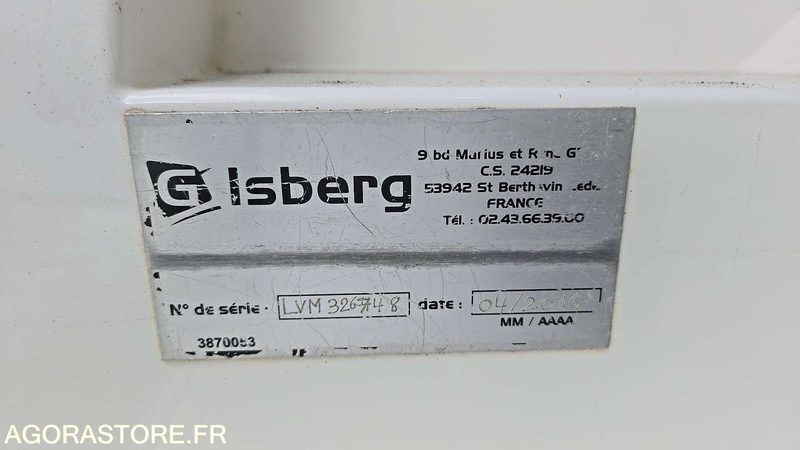 G Isberg
9 bd Marius et
C.S. 24219
53942 St
FRANCE
Tél. : 02.43.66.39.00
N° de série : LVM 326748 date : 04/2016
MM / AAAA
3870053
AGORASTORE.FR